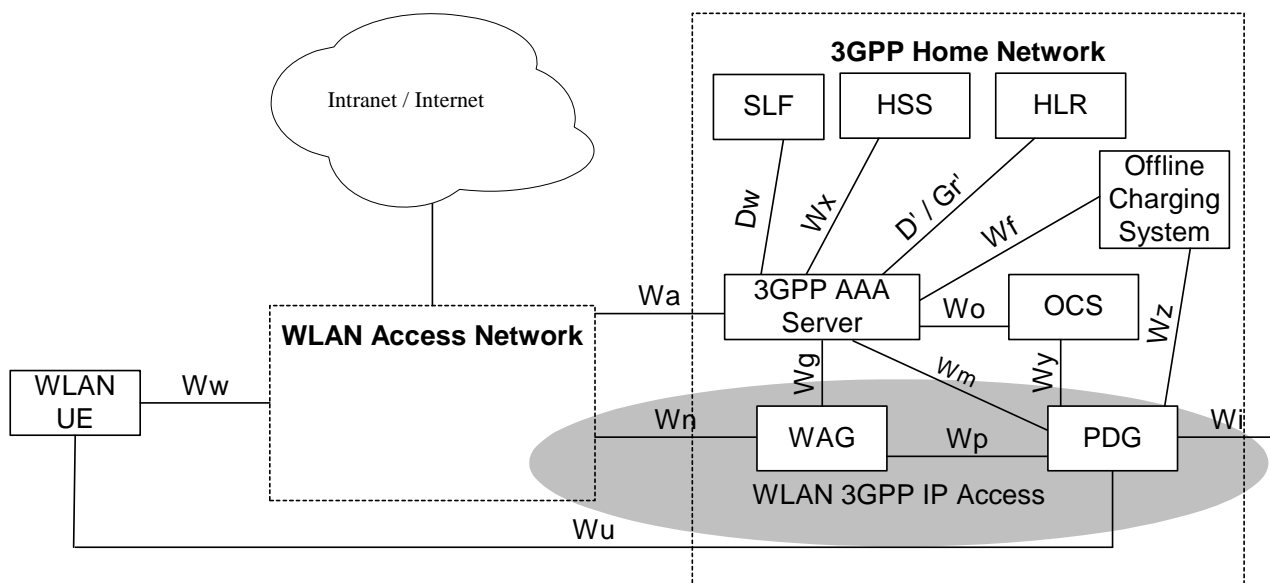 3GPP Home Network
Intranet / Internet
SLF
HSS
HLR
Offline
Charging
System
Dw
Wx
D' / Gr'
Wf
Wa
3GPP AAA
Server
Wo
OCS
Wz
WLAN Access Network
Wg
Wm
Wy
WLAN
UE
Ww
Wn
WAG
Wp
PDG
Wi
WLAN 3GPP IP Access
Wu